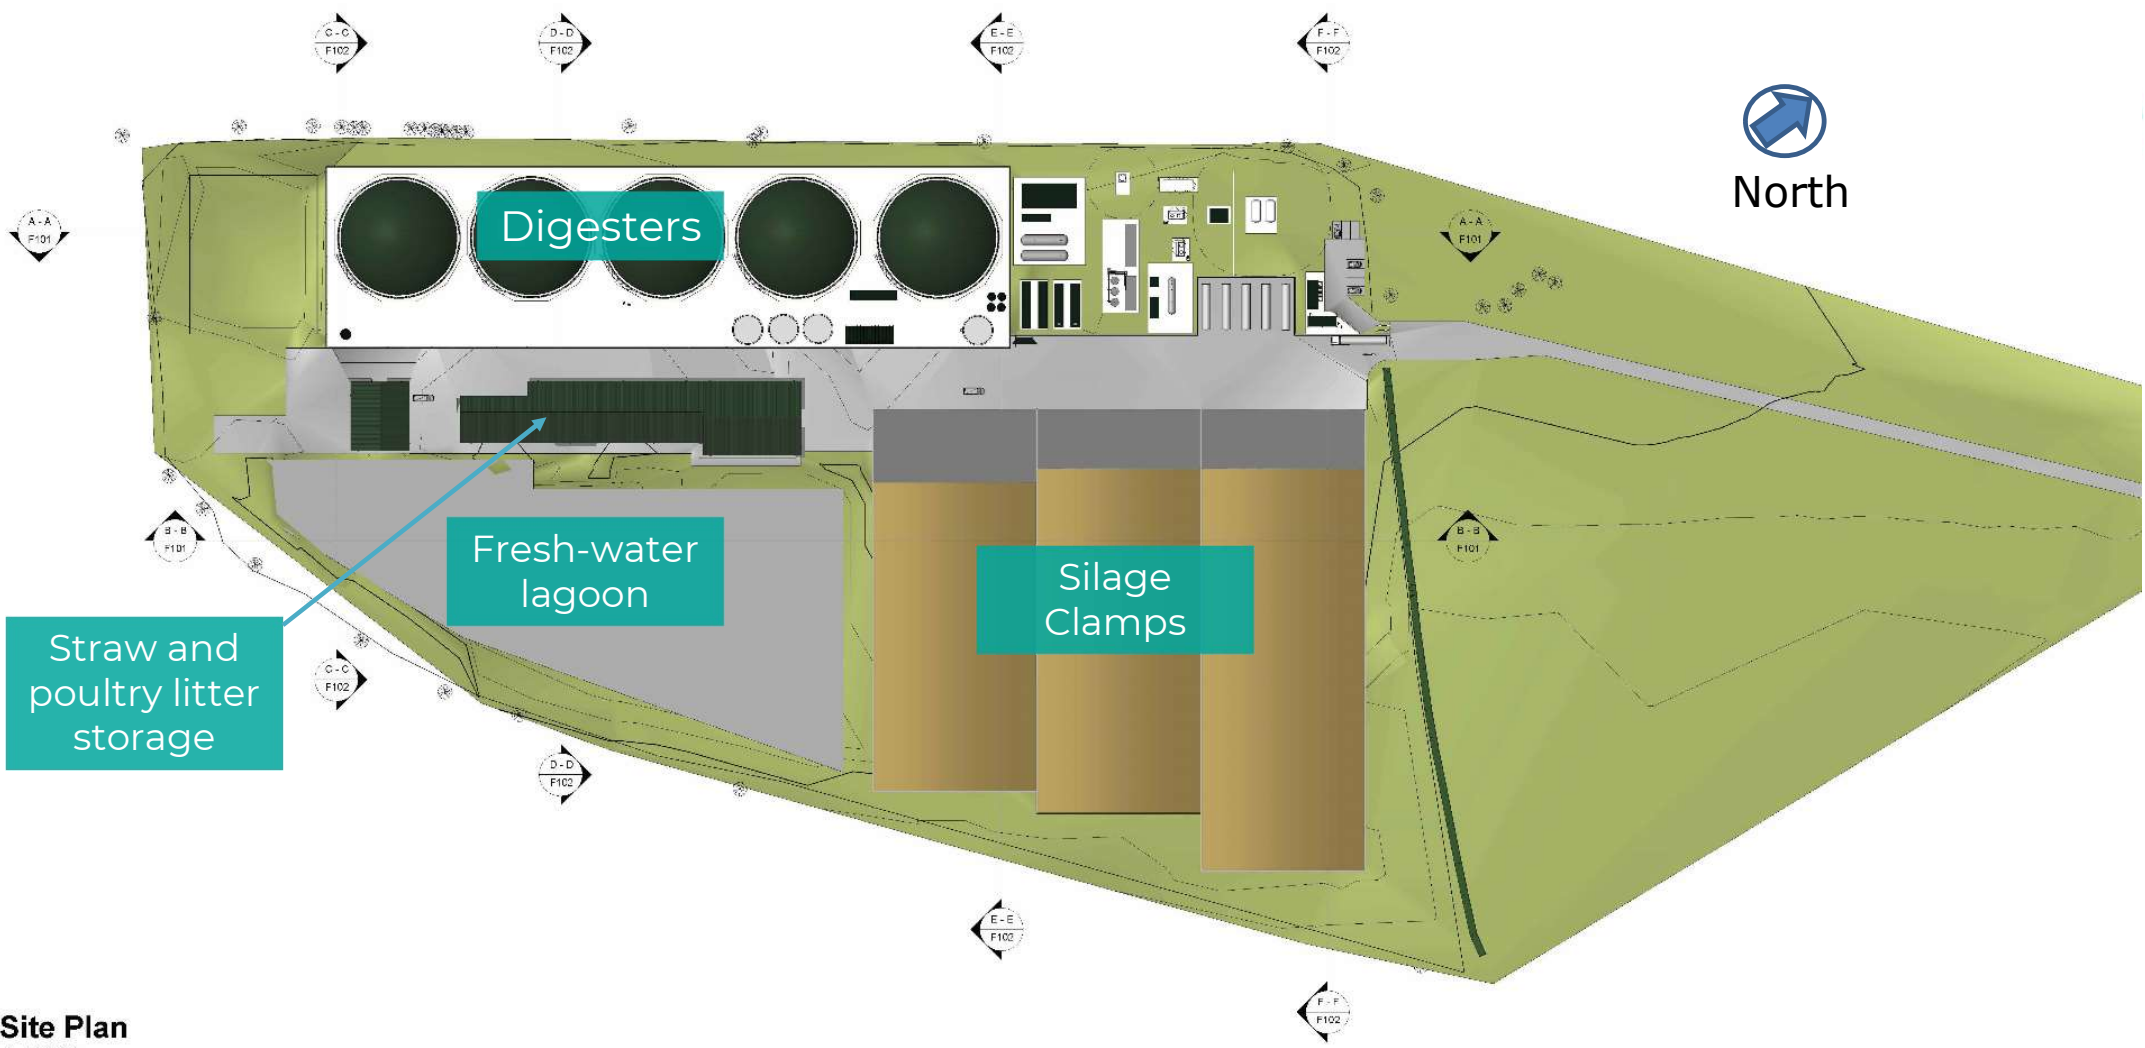 C - C
F102
D - D
F102
E - E
F102
F - F
F102
North
A - A
F101
Digesters
A - A
F101
B - B
F101
Fresh-water
lagoon
B - B
F101
Silage
Clamps
Straw and
poultry litter
storage
C - C
F102
D - D
F102
E - E
F102
F - F
F102
Site Plan